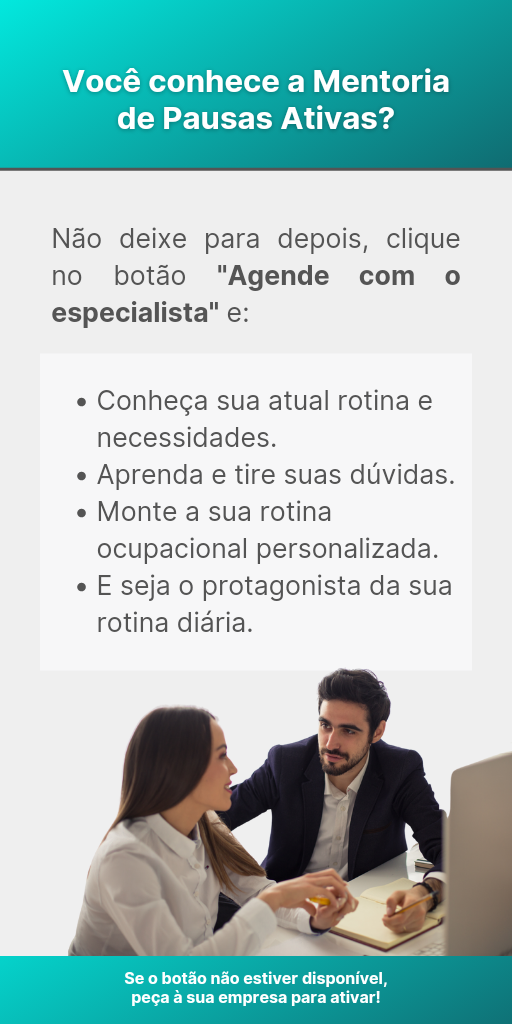 Você conhece a Mentoria
de Pausas Ativas?
Não deixe para depois, clique
no botão "Agende com o
especialista" e:
• Conheça sua atual rotina e
necessidades.
• Aprenda e tire suas dúvidas.
• Monte a sua rotina
ocupacional personalizada.
• E seja o protagonista da sua
rotina diária.
Se o botão não estiver disponível,
peça à sua empresa para ativar!